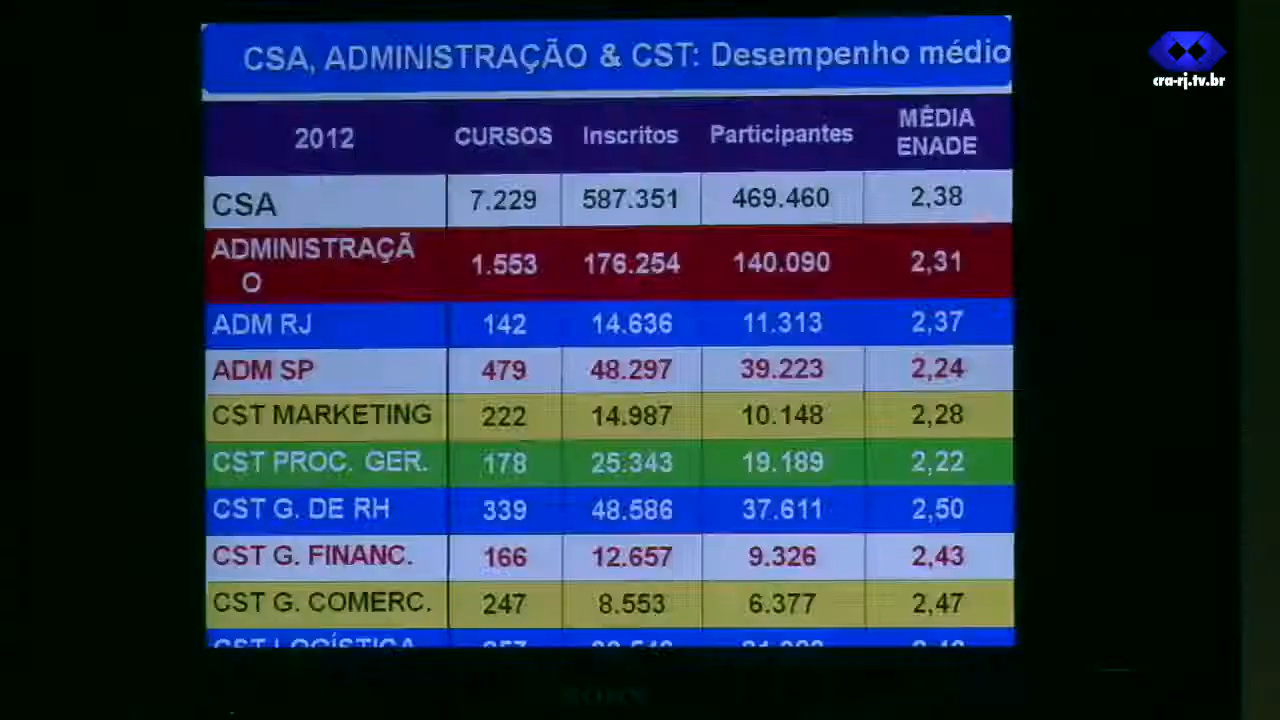 CSA, ADMINISTRAÇÃO & CST: Desempenho médio
cra-rj.tv.br
2012 CURSOS Inscritos Participantes MÉDIA ENADE
CSA 7.229 587.351 469.460 2,38
ADMINISTRAÇÃ
O 1.553 176.254 140.090 2,31
ADM RJ 142 14.636 11.313 2,37
ADM SP 479 48.297 39.223 2,24
CST MARKETING 222 14.987 10.148 2,28
CST PROC. GER. 178 25.343 19.189 2,22
CST G. DE RH 339 48.586 37.611 2,50
CST G. FINANC. 166 12.657 9.326 2,43
CST G. COMERC. 247 8.553 6.377 2,47
CST LOGÍSTICA
SONY